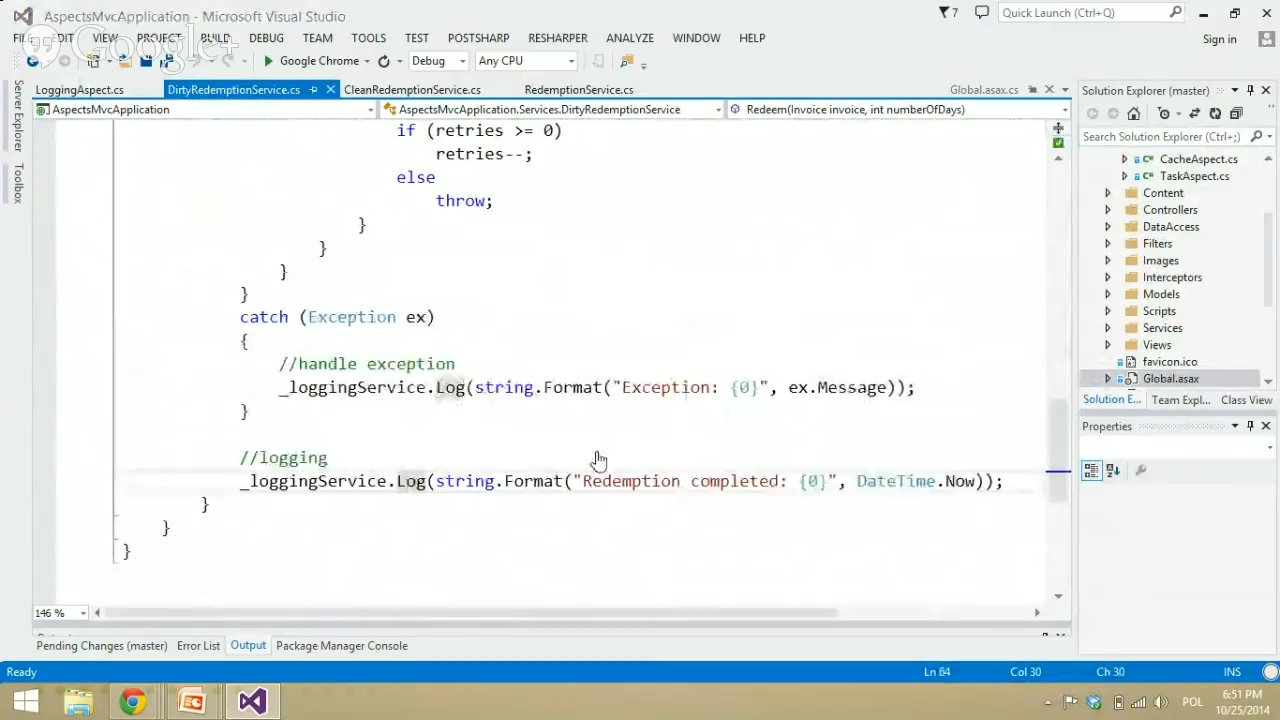 AspectsMvcApplication - Microsoft Visual Studio
7
Quick Launch (Ctrl+Q)
FILE EDIT VIEW PROJECT BUILD DEBUG TEAM TOOLS TEST POSTSHARP RESHARPER ANALYZE WINDOW HELP
Sign in
Google+
Google Chrome
Debug
Any CPU
Server Explorer
Toolbox
LoggingAspect.cs
DirtyRedemptionService.cs
CleanRedemptionService.cs
RedemptionService.cs
Global.asax.cs
AspectsMvcApplication
AspectsMvcApplication.Services.DirtyRedemptionService
Redeem(Invoice invoice, int numberOfDays)
if (retries >= 0)
retries--;
else
throw;
}
}
}
}
catch (Exception ex)
{
//handle exception
_loggingService.Log(string.Format("Exception: {0}", ex.Message));
}
//logging
_loggingService.Log(string.Format("Redemption completed: {0}", DateTime.Now));
}
}
}
146 %
Solution Explorer (master)
Search Solution Explorer (Ctrl+;)
CacheAspect.cs
TaskAspect.cs
Content
Controllers
DataAccess
Filters
Images
Interceptors
Models
Scripts
Services
Views
favicon.ico
Global.asax
Solution E... Team Expl... Class View
Properties
Pending Changes (master) Error List Output Package Manager Console
Ready
Ln 64
Col 30
Ch 30
INS
POL
6:51 PM
10/25/2014